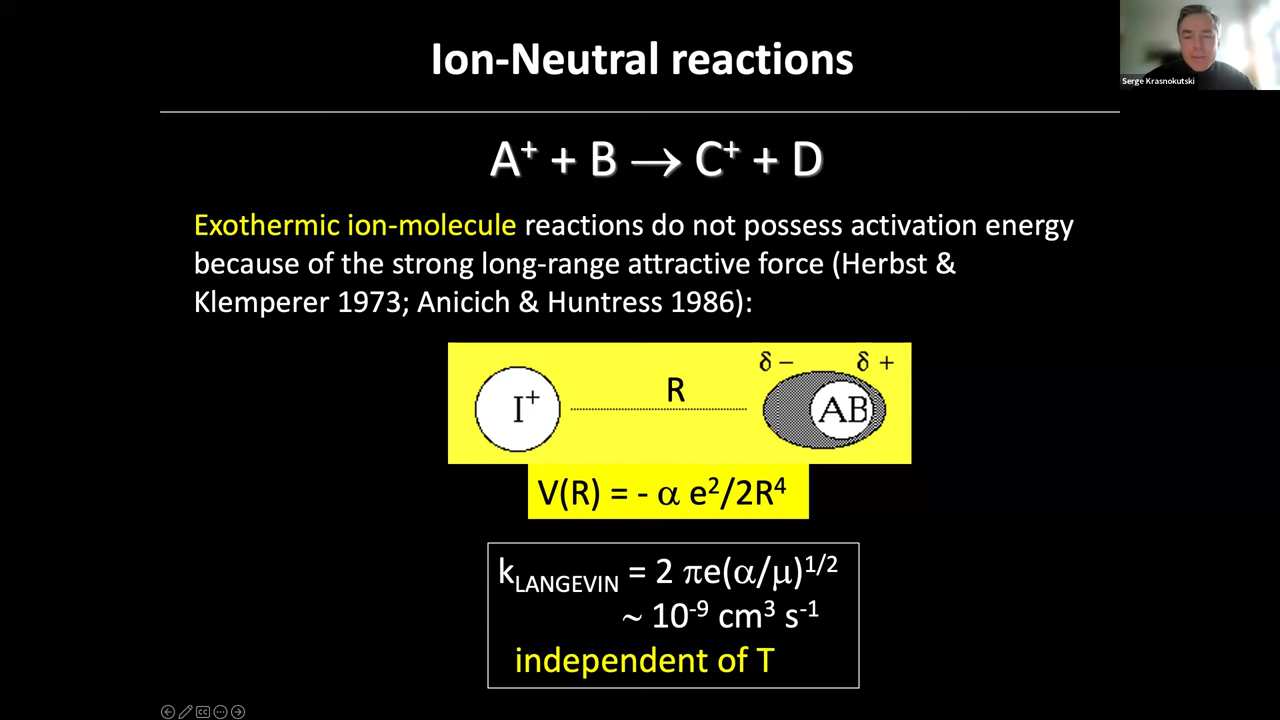 Ion-Neutral reactions
Serge Krasnokutski
A⁺ + B → C⁺ + D
Exothermic ion-molecule reactions do not possess activation energy
because of the strong long-range attractive force (Herbst &
Klemperer 1973; Anicich & Huntress 1986):
δ − δ +
I⁺ R AB
V(R) = - α e²/2R⁴
k_LANGEVIN = 2 πe(α/μ)^1/2
~ 10⁻⁹ cm³ s⁻¹
independent of T